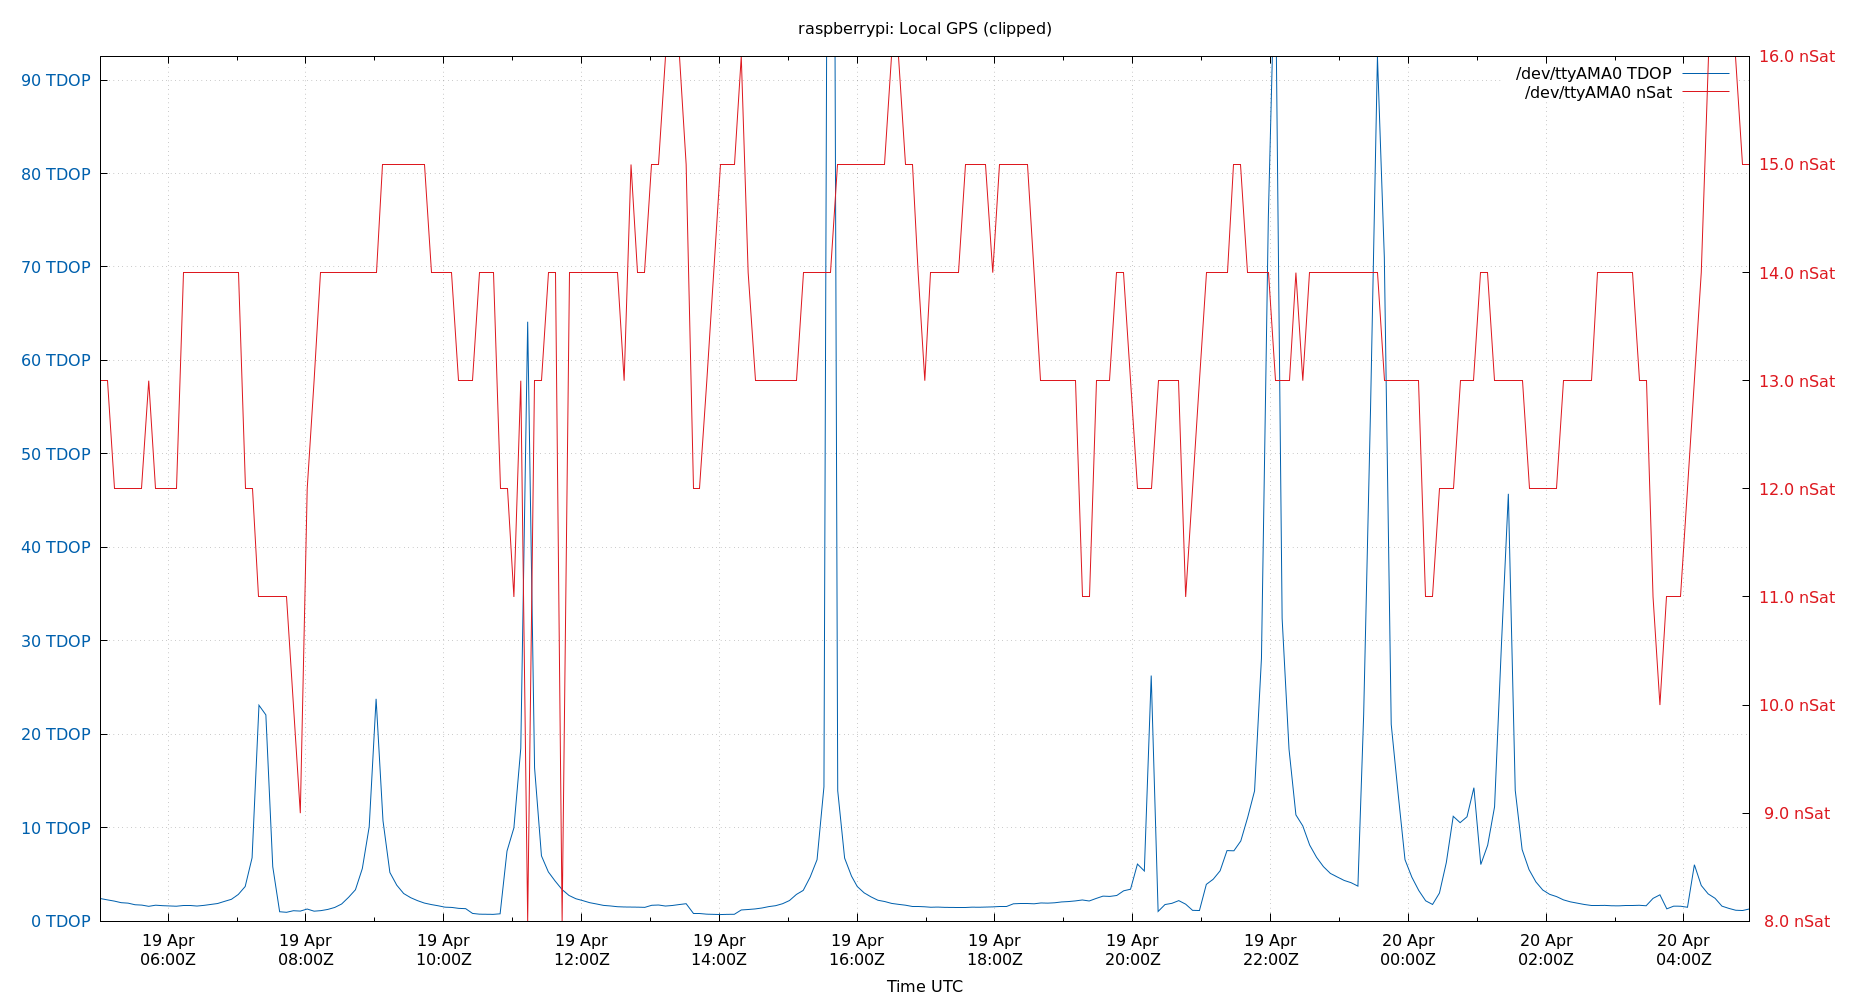 raspberrypi: Local GPS (clipped)
/dev/ttyAMA0 TDOP
/dev/ttyAMA0 nSat
90 TDOP
80 TDOP
70 TDOP
60 TDOP
50 TDOP
40 TDOP
30 TDOP
20 TDOP
10 TDOP
0 TDOP
16.0 nSat
15.0 nSat
14.0 nSat
13.0 nSat
12.0 nSat
11.0 nSat
10.0 nSat
9.0 nSat
8.0 nSat
19 Apr
06:00Z
19 Apr
08:00Z
19 Apr
10:00Z
19 Apr
12:00Z
19 Apr
14:00Z
19 Apr
16:00Z
19 Apr
18:00Z
19 Apr
20:00Z
19 Apr
22:00Z
20 Apr
00:00Z
20 Apr
02:00Z
20 Apr
04:00Z
Time UTC